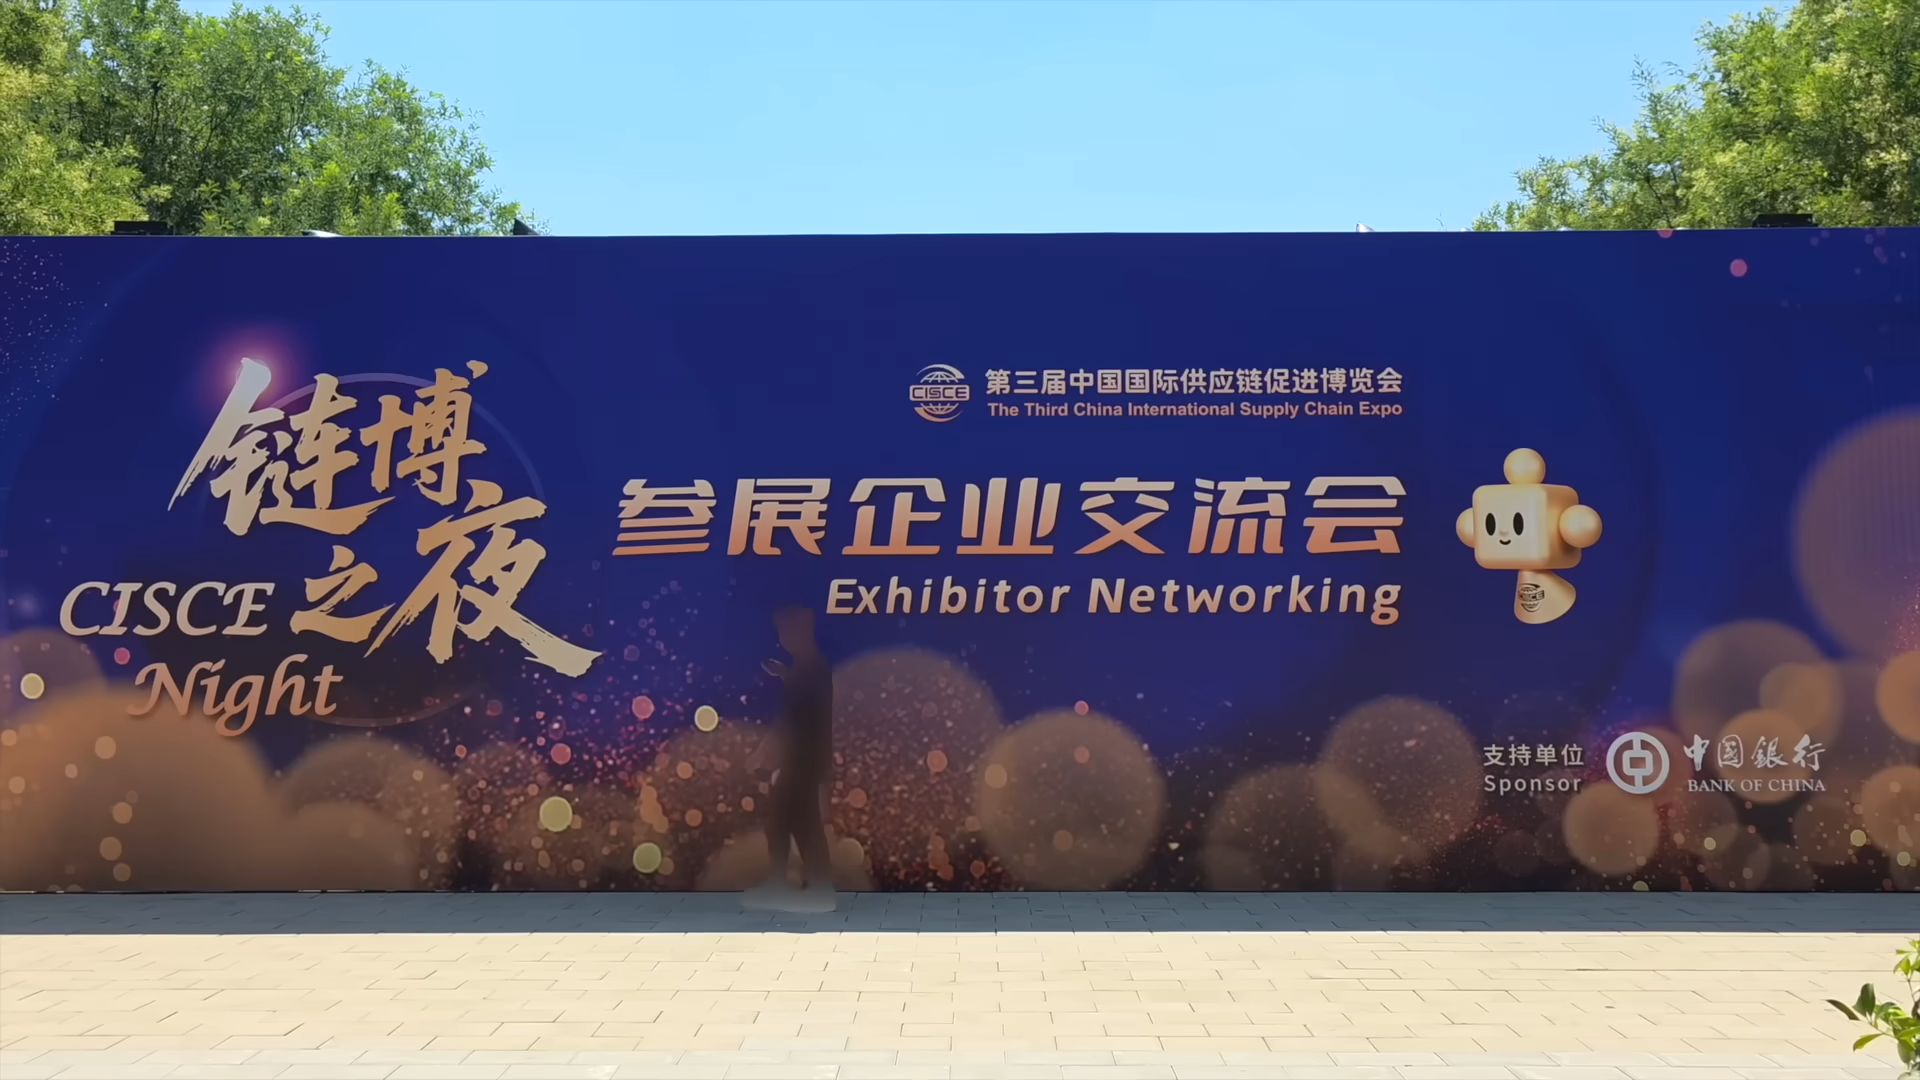 链博
之夜
CISCE
Night
CISCE
第三届中国国际供应链促进博览会
The Third China International Supply Chain Expo
参展企业交流会
Exhibitor Networking
CISCE
支持单位
Sponsor
中国銀行
BANK OF CHINA